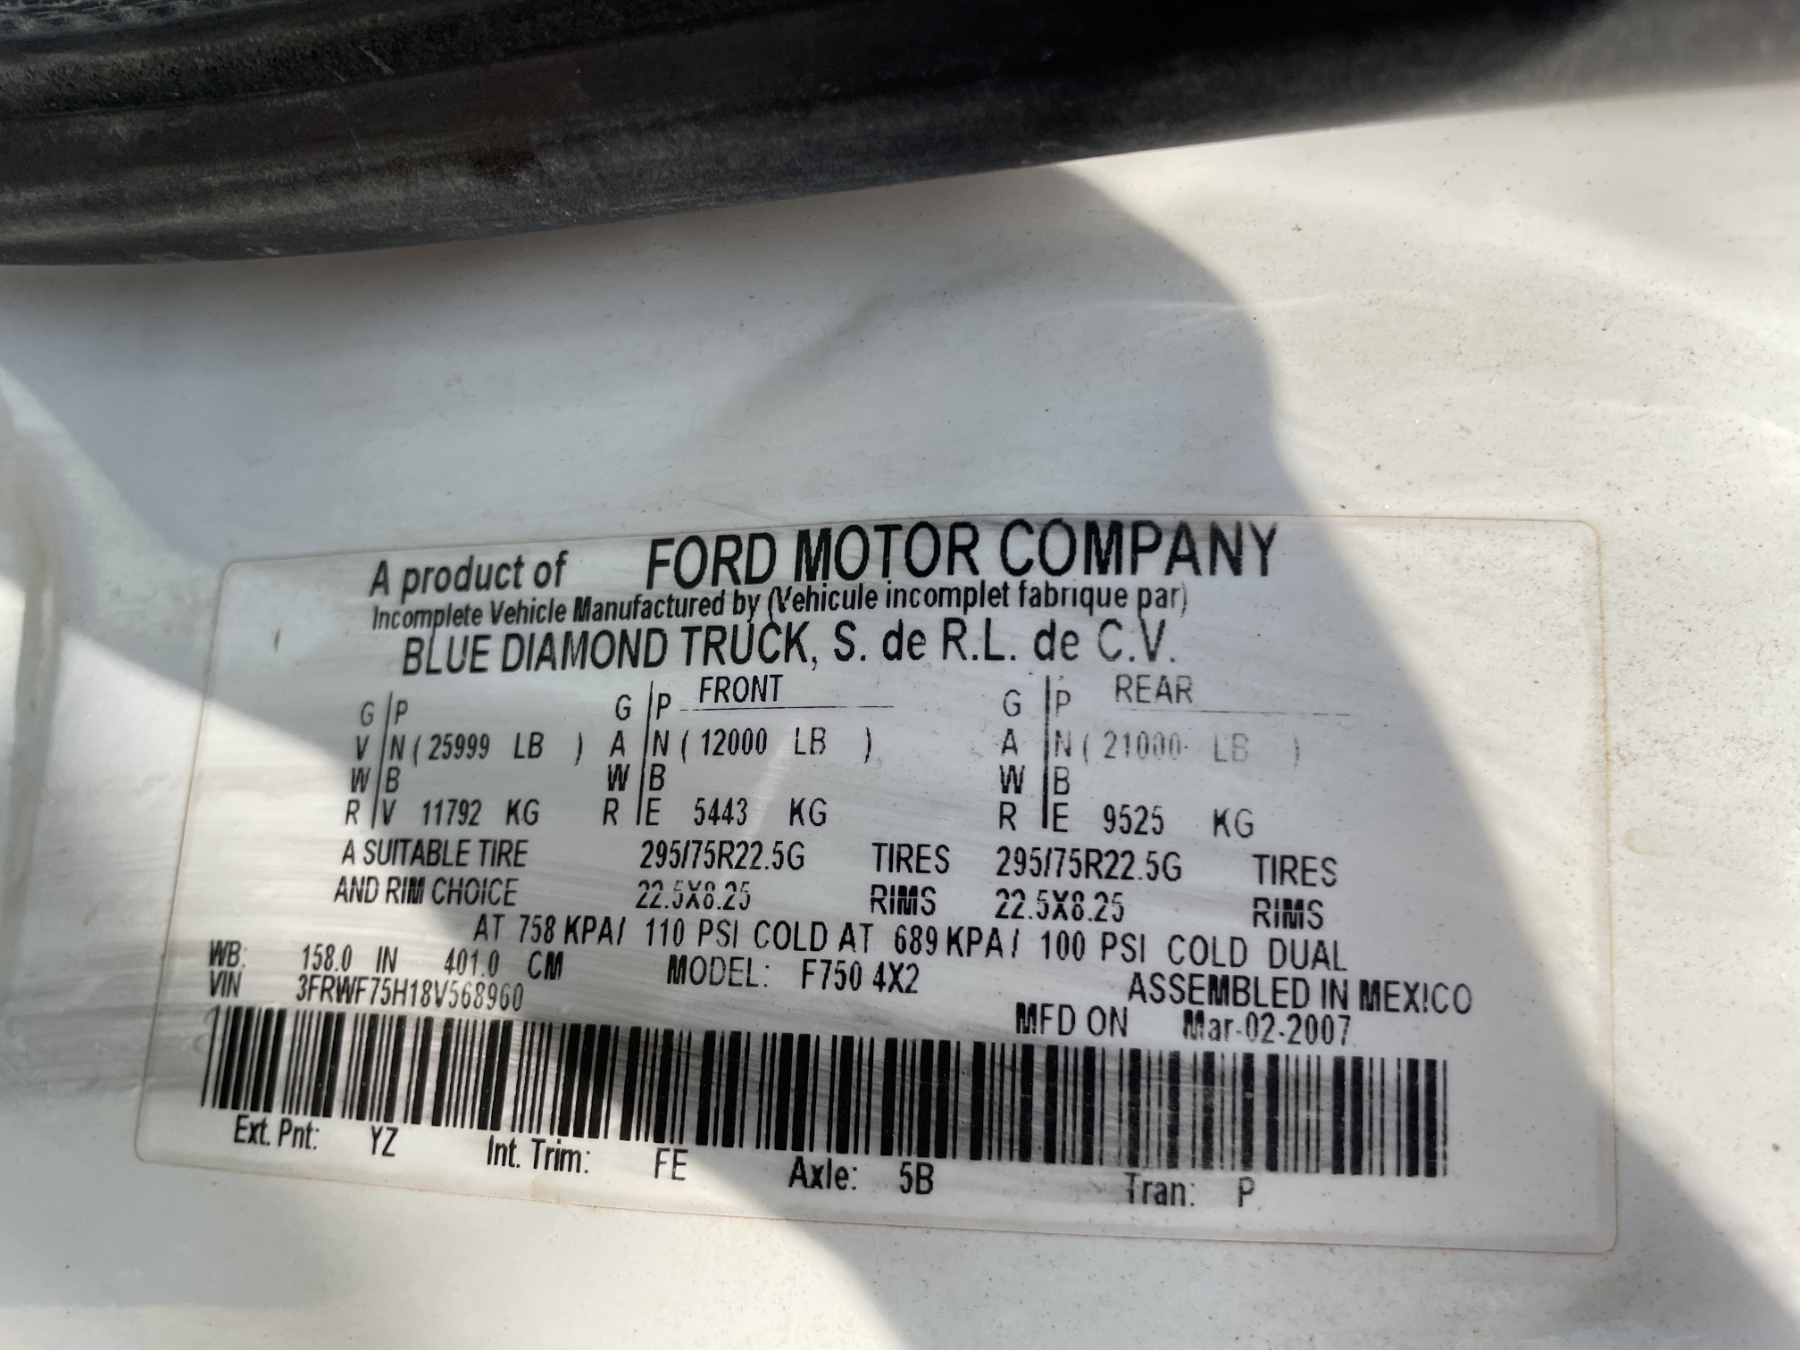 A product of FORD MOTOR COMPANY
Incomplete Vehicle Manufactured by (Vehicule incomplet fabrique par)
BLUE DIAMOND TRUCK, S. de R.L. de C.V.
G P G P FRONT G P REAR
V N ( 25999 LB ) A N ( 12000 LB ) A N ( 21000 LB )
W B W B W B
R V 11792 KG R E 5443 KG R E 9525 KG
A SUITABLE TIRE 295/75R22.5G TIRES 295/75R22.5G TIRES
AND RIM CHOICE 22.5X8.25 RIMS 22.5X8.25 RIMS
AT 758 KPA/ 110 PSI COLD AT 689 KPA/ 100 PSI COLD DUAL
WB: 158.0 IN 401.0 CM MODEL: F750 4X2 ASSEMBLED IN MEXICO
VIN 3FRWF75H18V568960 MFD ON Mar-02-2007
Ext. Pnt: YZ Int. Trim: FE Axle: 5B Tran: P